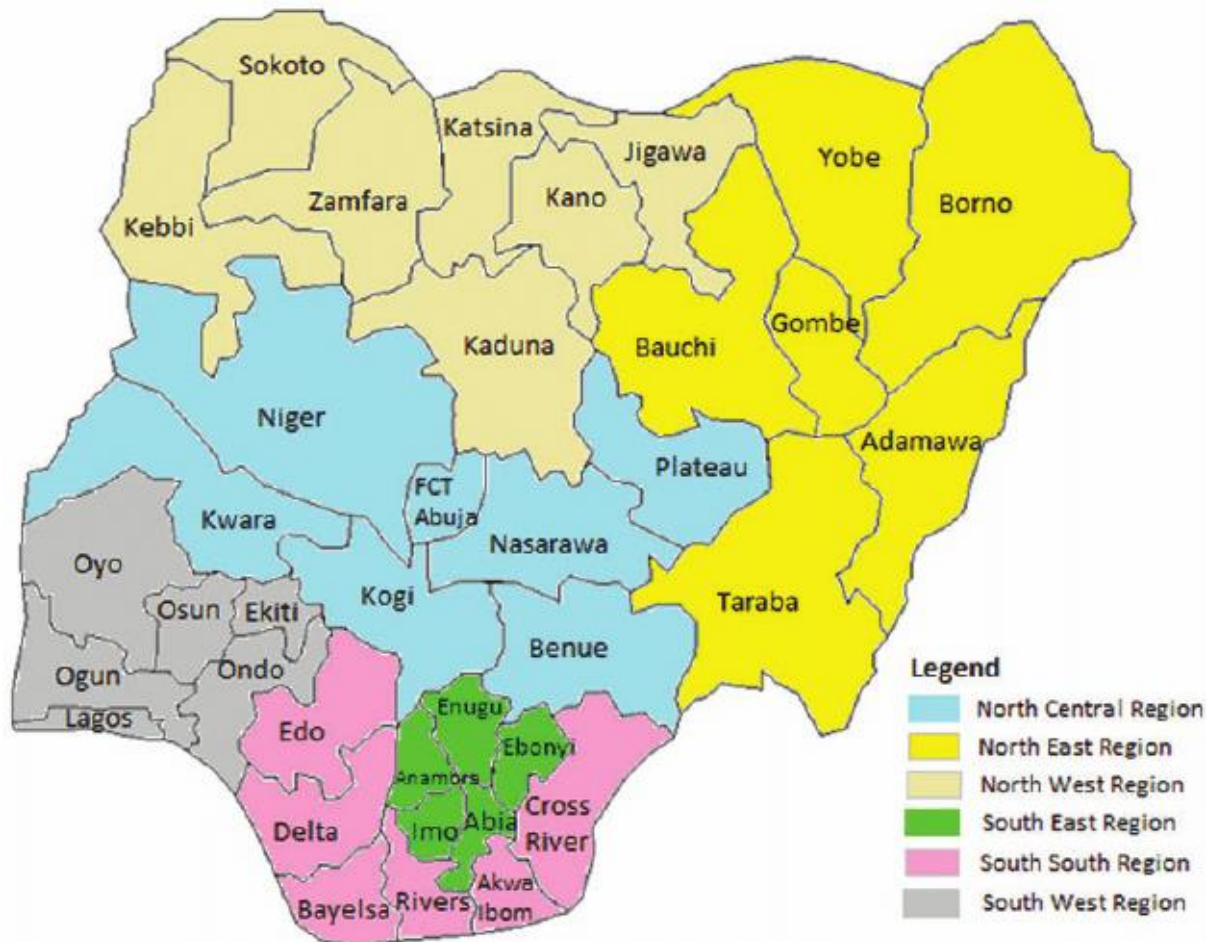 Sokoto
Katsina
Jigawa
Yobe
Kebbi
Zamfara
Kano
Borno
Kaduna
Bauchi
Gombe
Niger
Adamawa
Plateau
FCT
Abuja
Kwara
Nasarawa
Oyo
Kogi
Taraba
Osun
Ekiti
Benue
Ogun
Ondo
Lagos
Edo
Enugu
Ebonyi
Anambra
Delta
Imo
Abia
Cross
River
Bayelsa
Rivers
Akwa
Ibom
Legend
North Central Region
North East Region
North West Region
South East Region
South South Region
South West Region